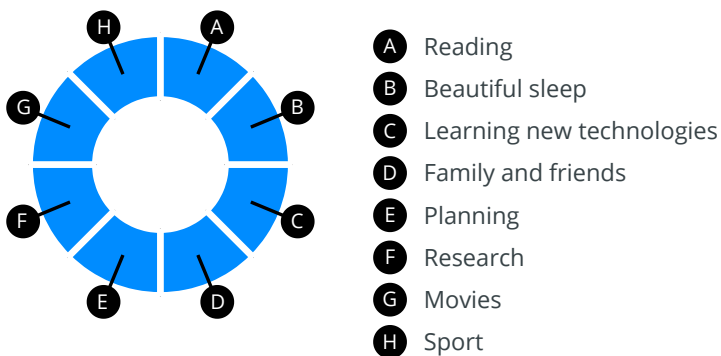 H A
G B
F C
E D
A Reading
B Beautiful sleep
C Learning new technologies
D Family and friends
E Planning
F Research
G Movies
H Sport